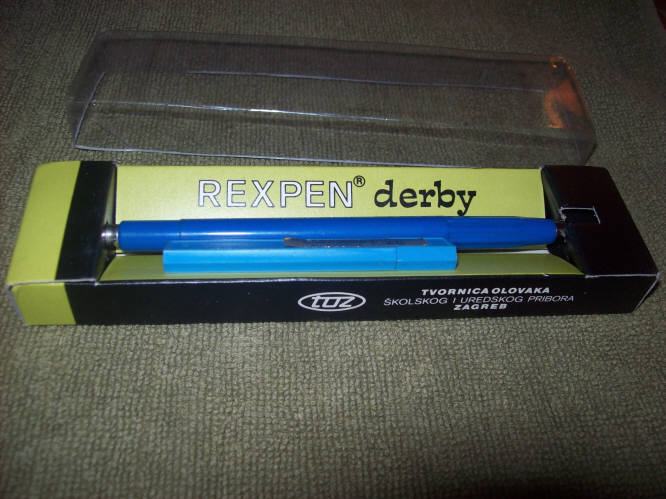 REXPEN® derby
toz
TVORNICA OLOVAKA
ŠKOLSKOG I UREDSKOG PRIBORA
ZAGREB